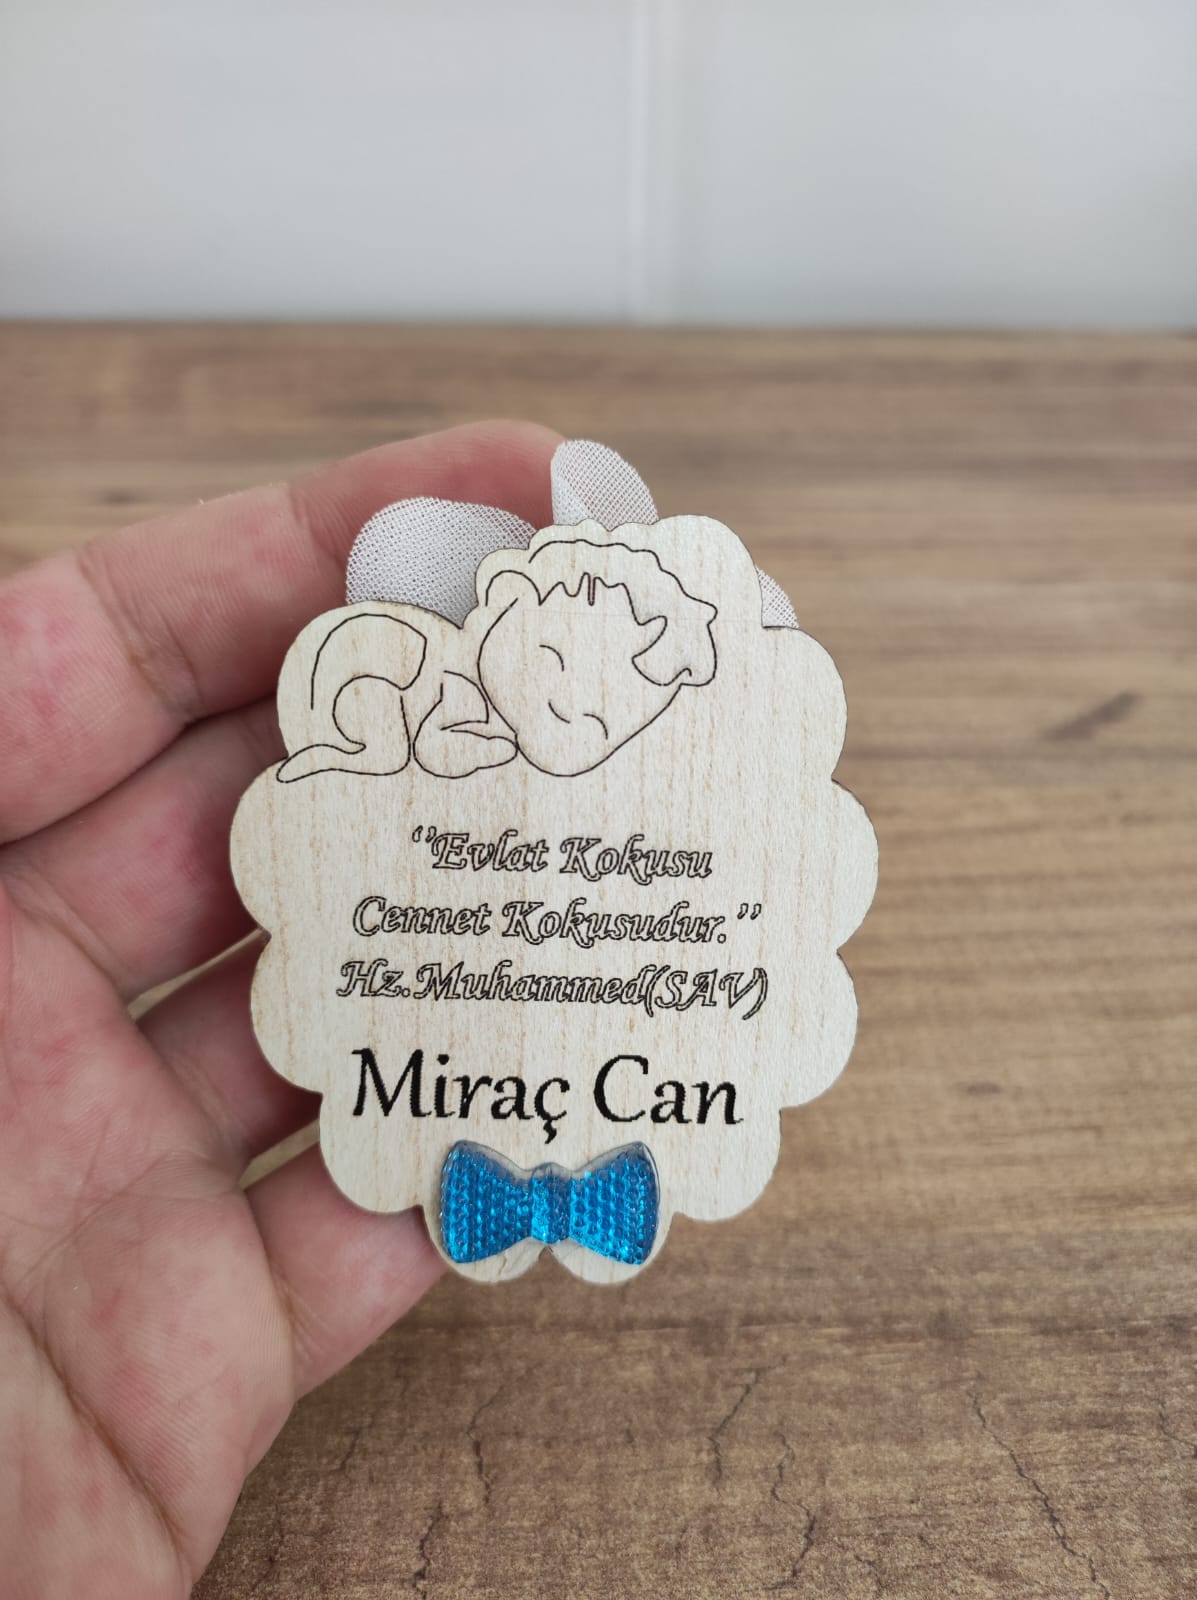 ‘’Evlat Kokusu
Cennet Kokusudur.’’
Hz.Muhammed(SAV)
Miraç Can